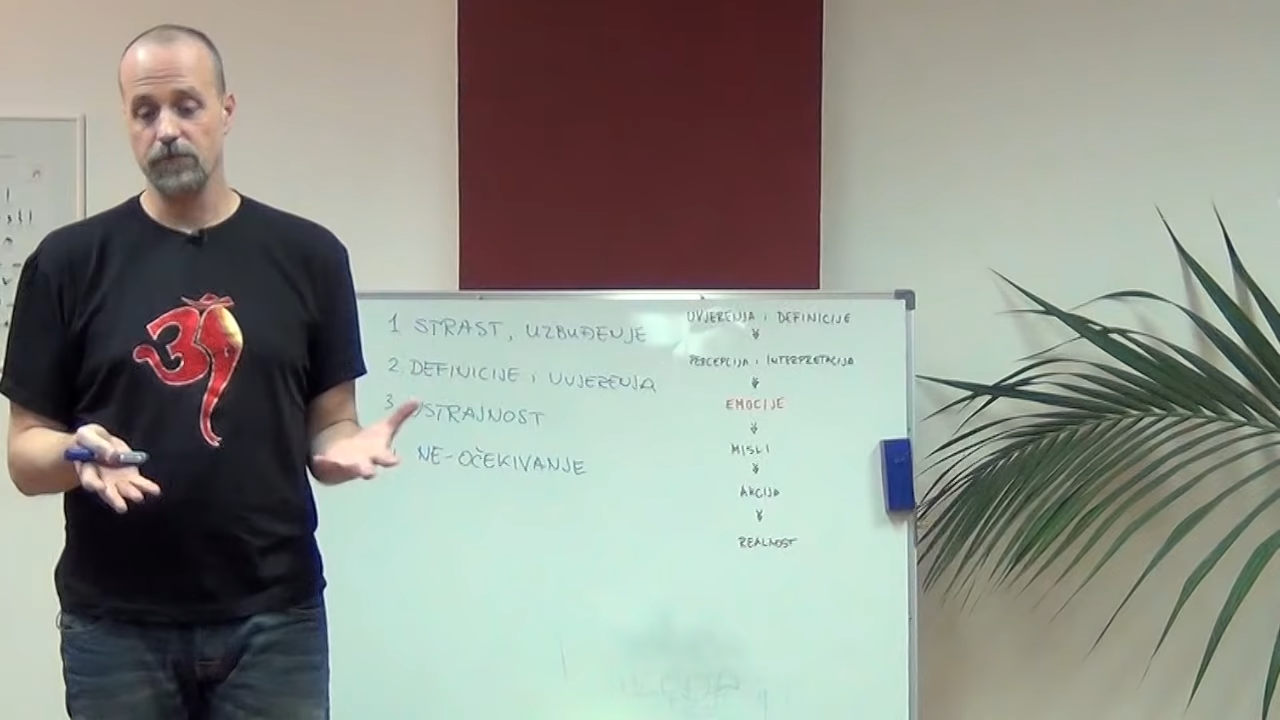 1 STRAST, UZBUĐENJE
2 DEFINICIJE I UVJERENJA
3 USTRAJNOST
NE-OČEKIVANJE
UVJERENJA I DEFINICIJE
PERCEPCIJA I INTERPRETACIJA
EMOCIJE
MISLI
AKCIJA
REALNOST